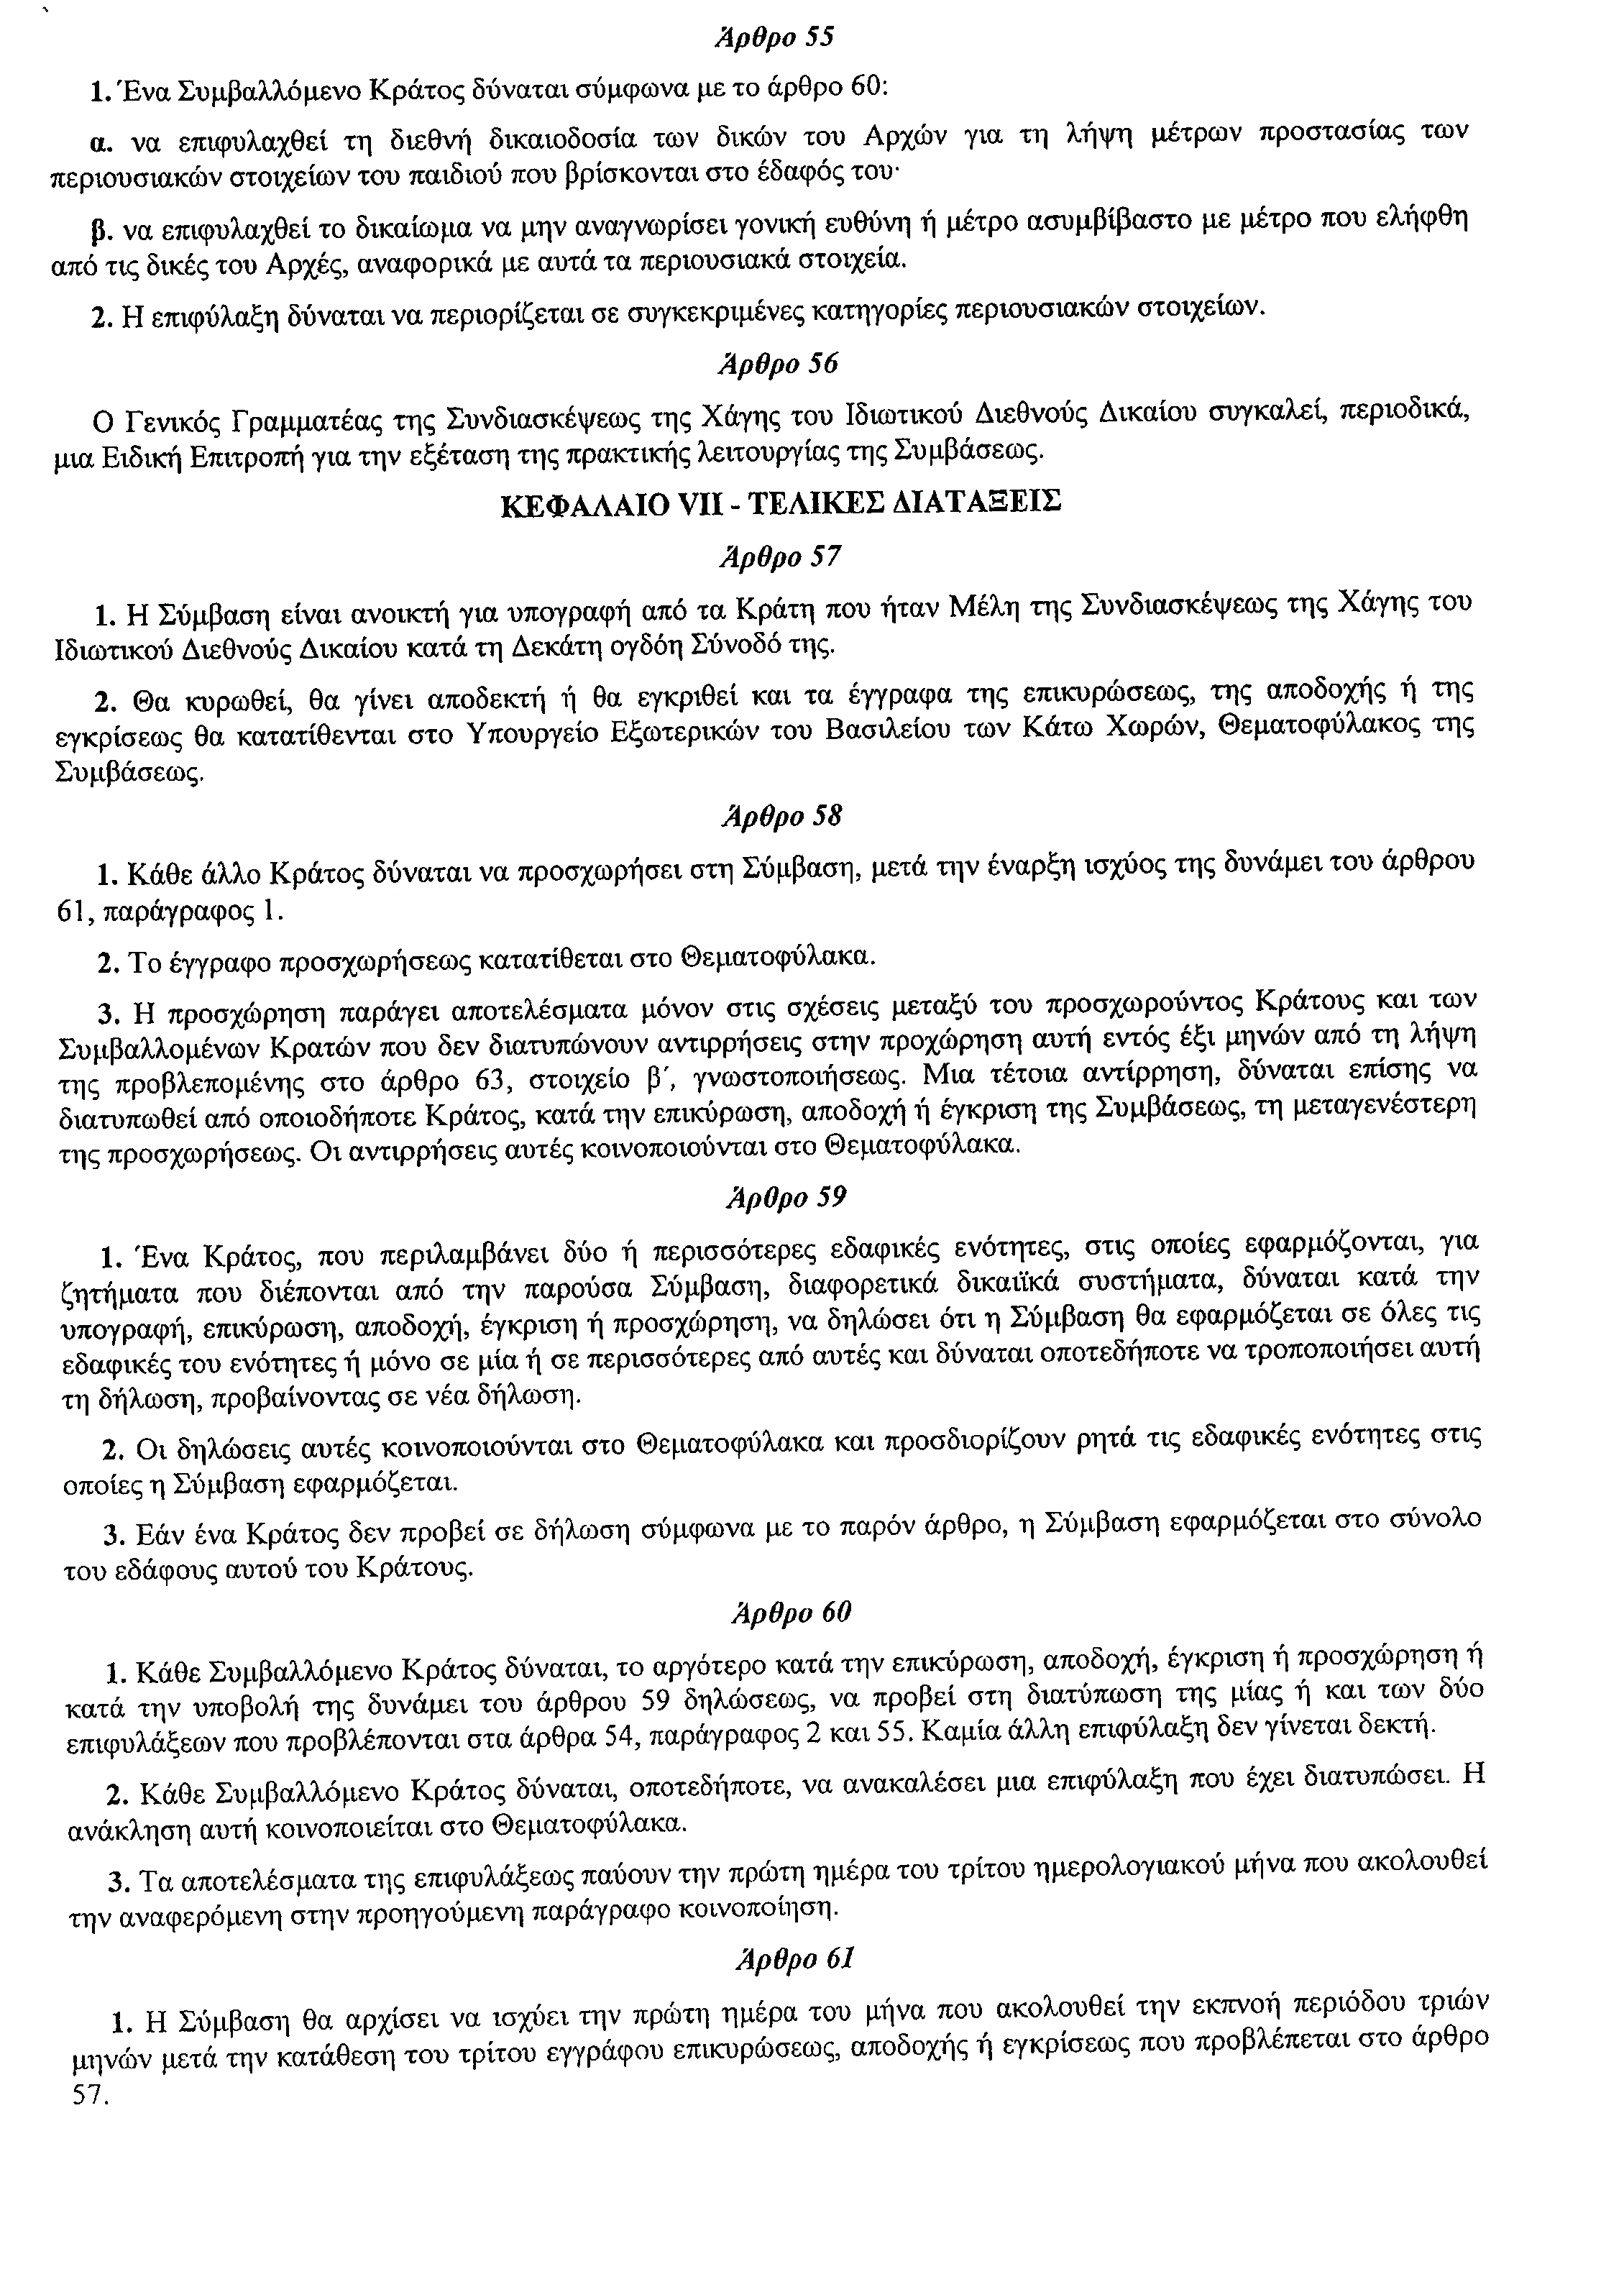 Άρθρο 55
1. Ένα Συμβαλλόμενο Κράτος δύναται σύμφωνα με το άρθρο 60:
α. να επιφυλαχθεί τη διεθνή δικαιοδοσία των δικών του Αρχών για τη λήψη μέτρων προστασίας των
περιουσιακών στοιχείων του παιδιού που βρίσκονται στο έδαφός του·
β. να επιφυλαχθεί το δικαίωμα να μην αναγνωρίσει γονική ευθύνη ή μέτρο ασυμβίβαστο με μέτρο που ελήφθη
από τις δικές του Αρχές, αναφορικά με αυτά τα περιουσιακά στοιχεία.
2. Η επιφύλαξη δύναται να περιορίζεται σε συγκεκριμένες κατηγορίες περιουσιακών στοιχείων.
Άρθρο 56
Ο Γενικός Γραμματέας της Συνδιασκέψεως της Χάγης του Ιδιωτικού Διεθνούς Δικαίου συγκαλεί, περιοδικά,
μια Ειδική Επιτροπή για την εξέταση της πρακτικής λειτουργίας της Συμβάσεως.
ΚΕΦΑΛΑΙΟ VII - ΤΕΛΙΚΕΣ ΔΙΑΤΑΞΕΙΣ
Άρθρο 57
1. Η Σύμβαση είναι ανοικτή για υπογραφή από τα Κράτη που ήταν Μέλη της Συνδιασκέψεως της Χάγης του
Ιδιωτικού Διεθνούς Δικαίου κατά τη Δεκάτη ογδόη Σύνοδό της.
2. Θα κυρωθεί, θα γίνει αποδεκτή ή θα εγκριθεί και τα έγγραφα της επικυρώσεως, της αποδοχής ή της
εγκρίσεως θα κατατίθενται στο Υπουργείο Εξωτερικών του Βασιλείου των Κάτω Χωρών, Θεματοφύλακος της
Συμβάσεως.
Άρθρο 58
1. Κάθε άλλο Κράτος δύναται να προσχωρήσει στη Σύμβαση, μετά την έναρξη ισχύος της δυνάμει του άρθρου
61, παράγραφος 1.
2. Το έγγραφο προσχωρήσεως κατατίθεται στο Θεματοφύλακα.
3. Η προσχώρηση παράγει αποτελέσματα μόνον στις σχέσεις μεταξύ του προσχωρούντος Κράτους και των
Συμβαλλομένων Κρατών που δεν διατυπώνουν αντιρρήσεις στην προχώρηση αυτή εντός έξι μηνών από τη λήψη
της προβλεπομένης στο άρθρο 63, στοιχείο β΄, γνωστοποιήσεως. Μια τέτοια αντίρρηση, δύναται επίσης να
διατυπωθεί από οποιοδήποτε Κράτος, κατά την επικύρωση, αποδοχή ή έγκριση της Συμβάσεως, τη μεταγενέστερη
της προσχωρήσεως. Οι αντιρρήσεις αυτές κοινοποιούνται στο Θεματοφύλακα.
Άρθρο 59
1. Ένα Κράτος, που περιλαμβάνει δύο ή περισσότερες εδαφικές ενότητες, στις οποίες εφαρμόζονται, για
ζητήματα που διέπονται από την παρούσα Σύμβαση, διαφορετικά δικαιϊκά συστήματα, δύναται κατά την
υπογραφή, επικύρωση, αποδοχή, έγκριση ή προσχώρηση, να δηλώσει ότι η Σύμβαση θα εφαρμόζεται σε όλες τις
εδαφικές του ενότητες ή μόνο σε μία ή σε περισσότερες από αυτές και δύναται οποτεδήποτε να τροποποιήσει αυτή
τη δήλωση, προβαίνοντας σε νέα δήλωση.
2. Οι δηλώσεις αυτές κοινοποιούνται στο Θεματοφύλακα και προσδιορίζουν ρητά τις εδαφικές ενότητες στις
οποίες η Σύμβαση εφαρμόζεται.
3. Εάν ένα Κράτος δεν προβεί σε δήλωση σύμφωνα με το παρόν άρθρο, η Σύμβαση εφαρμόζεται στο σύνολο
του εδάφους αυτού του Κράτους.
Άρθρο 60
1. Κάθε Συμβαλλόμενο Κράτος δύναται, το αργότερο κατά την επικύρωση, αποδοχή, έγκριση ή προσχώρηση ή
κατά την υποβολή της δυνάμει του άρθρου 59 δηλώσεως, να προβεί στη διατύπωση της μίας ή και των δύο
επιφυλάξεων που προβλέπονται στα άρθρα 54, παράγραφος 2 και 55. Καμία άλλη επιφύλαξη δεν γίνεται δεκτή.
2. Κάθε Συμβαλλόμενο Κράτος δύναται, οποτεδήποτε, να ανακαλέσει μια επιφύλαξη που έχει διατυπώσει. Η
ανάκληση αυτή κοινοποιείται στο Θεματοφύλακα.
3. Τα αποτελέσματα της επιφυλάξεως παύουν την πρώτη ημέρα του τρίτου ημερολογιακού μήνα που ακολουθεί
την αναφερόμενη στην προηγούμενη παράγραφο κοινοποίηση.
Άρθρο 61
1. Η Σύμβαση θα αρχίσει να ισχύει την πρώτη ημέρα του μήνα που ακολουθεί την εκπνοή περιόδου τριών
μηνών μετά την κατάθεση του τρίτου εγγράφου επικυρώσεως, αποδοχής ή εγκρίσεως που προβλέπεται στο άρθρο
57.